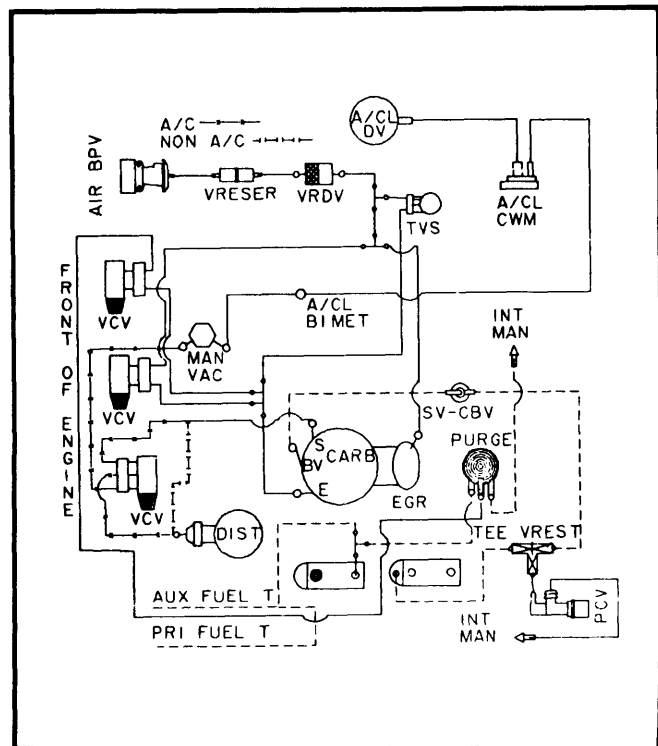 A/CL
DV
A/C
NON A/C
AIR BPV
VRESER
VRDV
TVS
A/CL
CWM
FRONT OF ENGINE
VCV
A/CL
BIMET
MAN
VAC
INT
MAN
VCV
SV-CBV
PURGE
S
BV
CARB
E
EGR
VCV
DIST
TEE VREST
AUX FUEL T
PRI FUEL T
INT
MAN
PCV